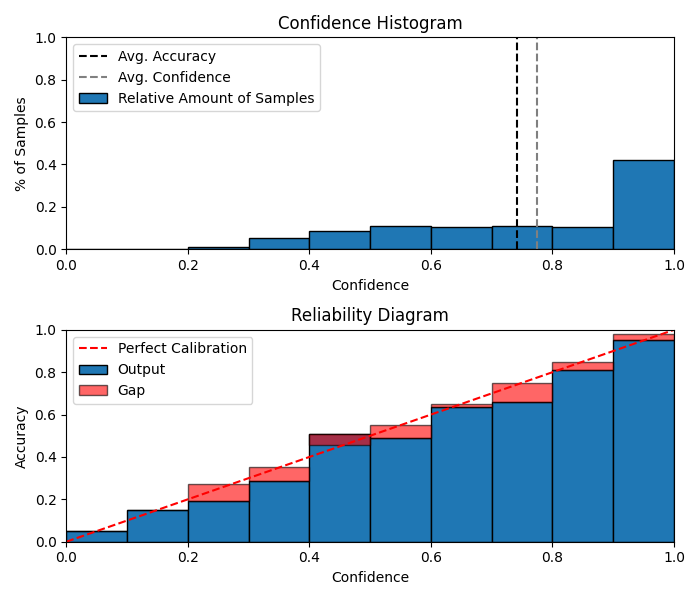 Confidence Histogram
1.0
0.8
0.6
0.4
0.2
0.0
% of Samples
Avg. Accuracy
Avg. Confidence
Relative Amount of Samples
0.0 0.2 0.4 0.6 0.8 1.0
Confidence
Reliability Diagram
1.0
0.8
0.6
0.4
0.2
0.0
Accuracy
Perfect Calibration
Output
Gap
0.0 0.2 0.4 0.6 0.8 1.0
Confidence